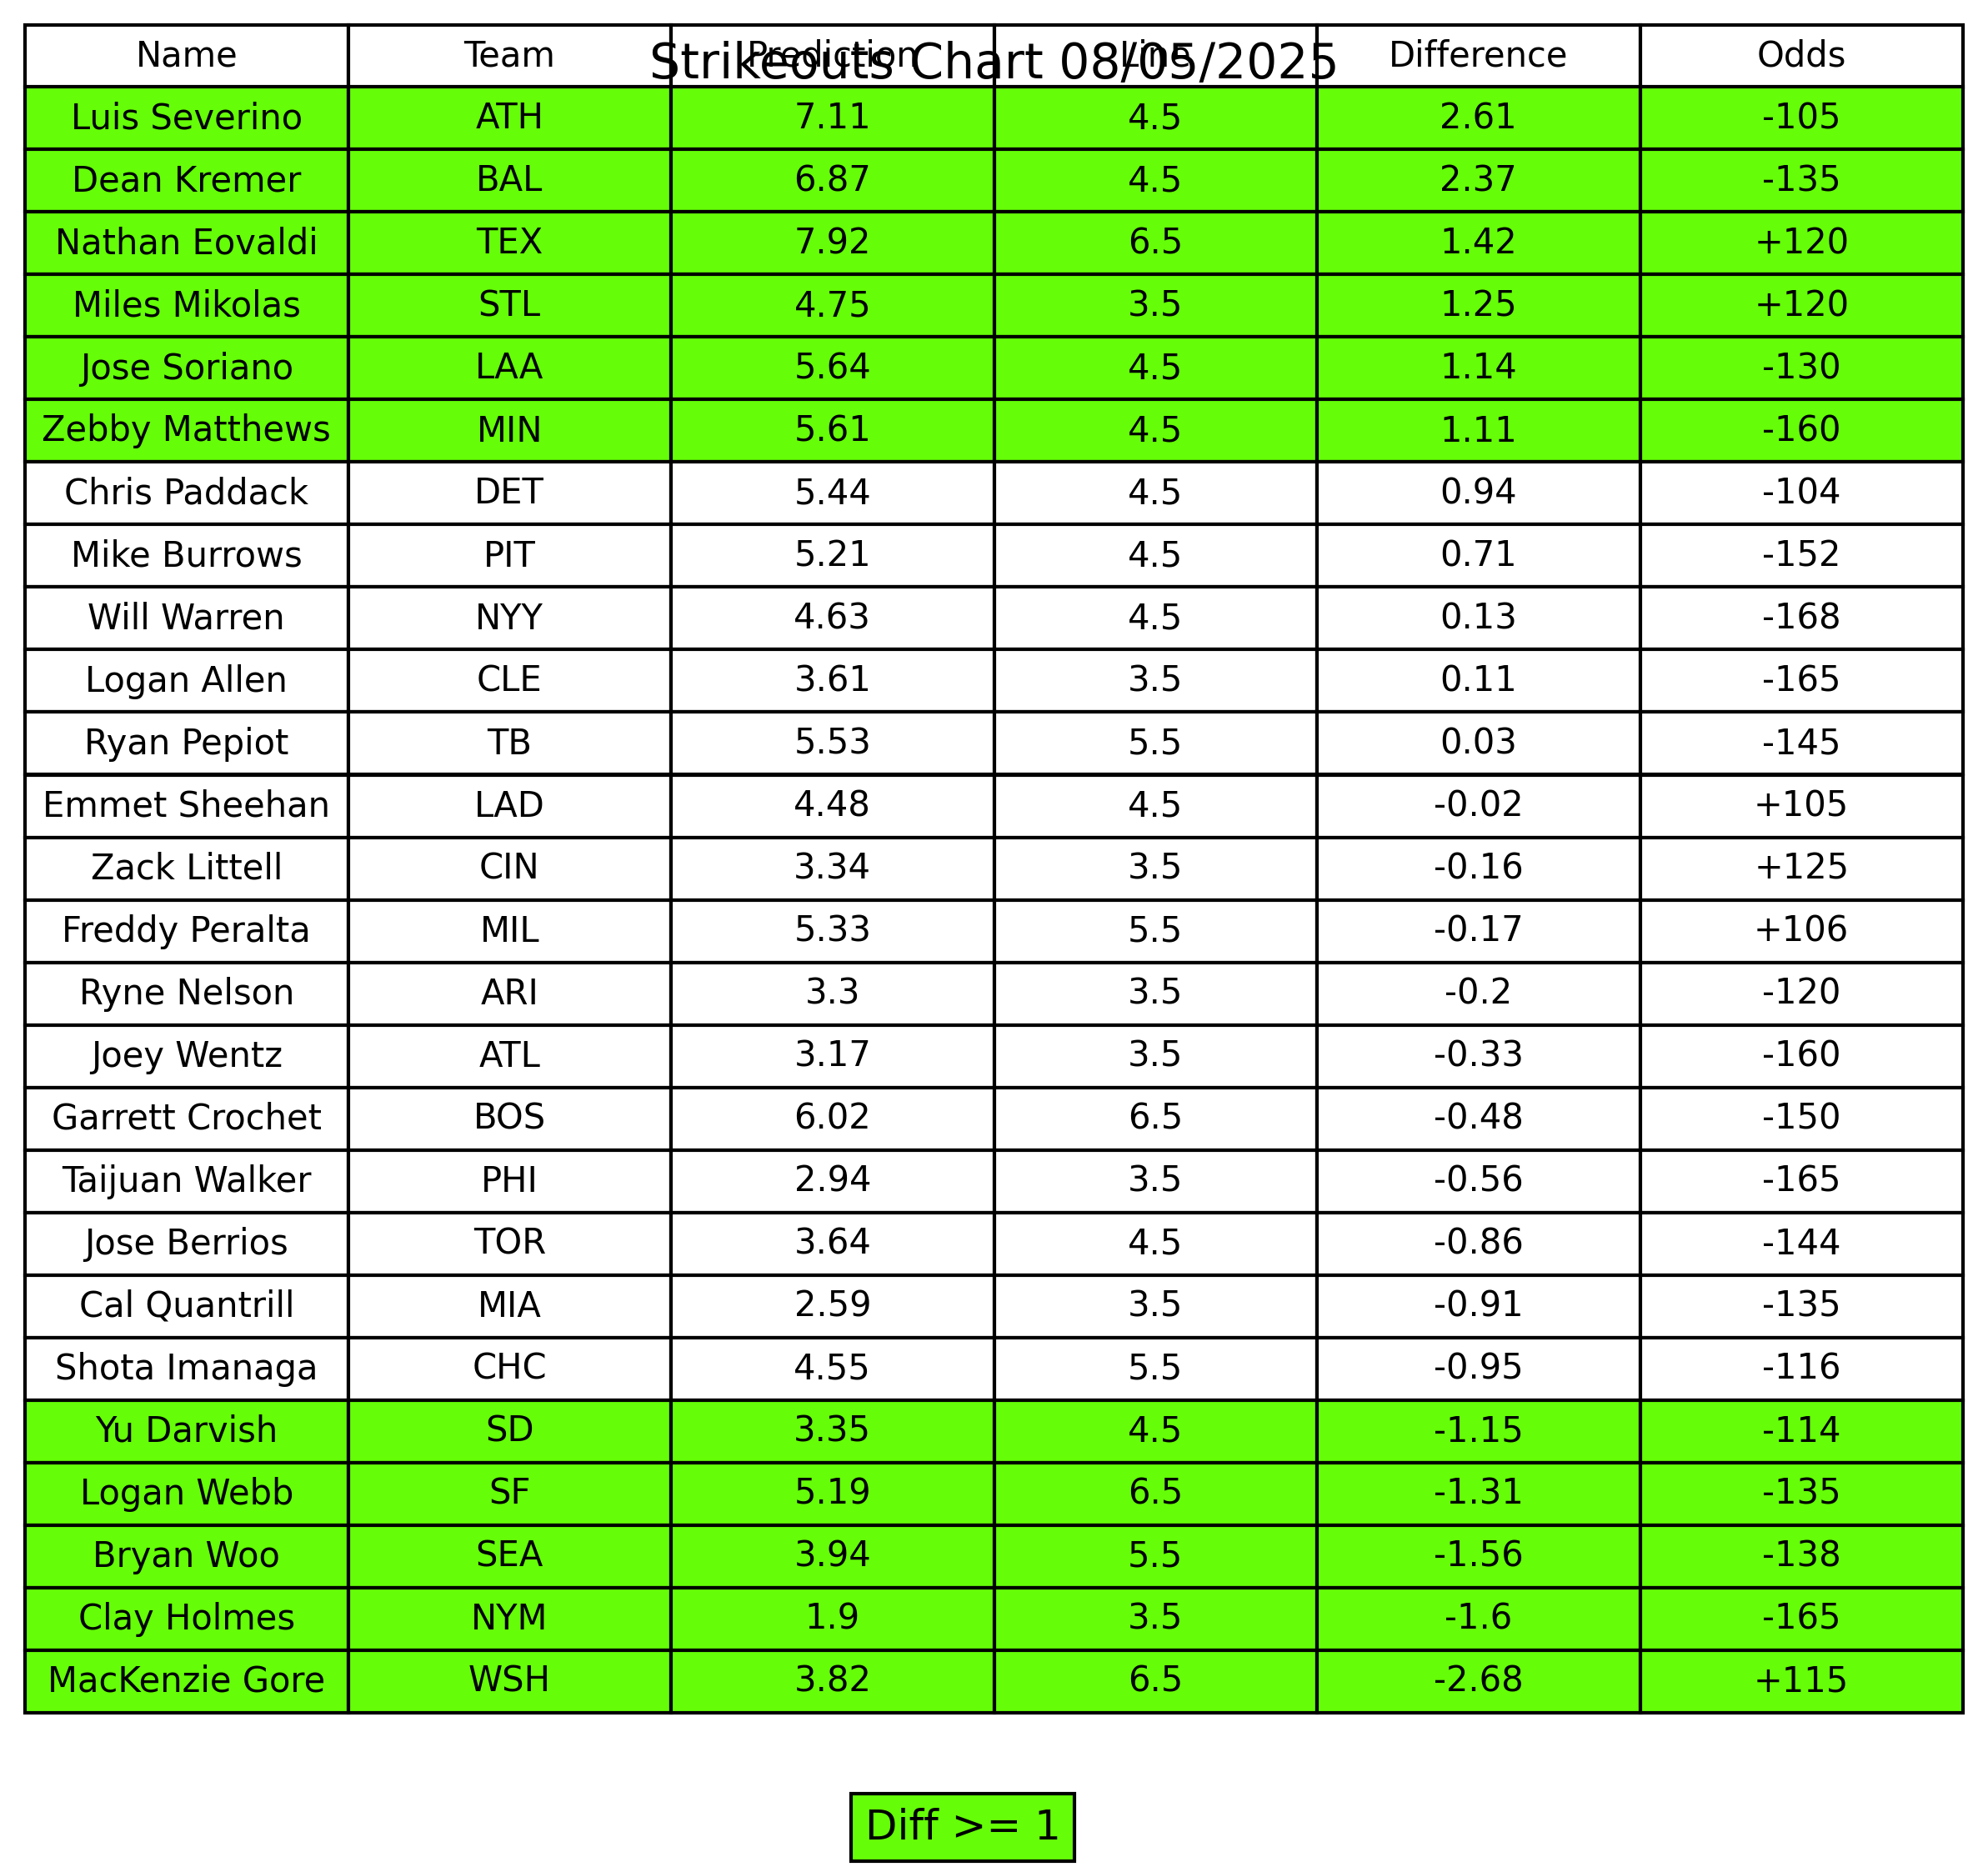 Strikeouts Chart 08/05/2025
Name Team Prediction Line Difference Odds
Luis Severino ATH 7.11 4.5 2.61 -105
Dean Kremer BAL 6.87 4.5 2.37 -135
Nathan Eovaldi TEX 7.92 6.5 1.42 +120
Miles Mikolas STL 4.75 3.5 1.25 +120
Jose Soriano LAA 5.64 4.5 1.14 -130
Zebby Matthews MIN 5.61 4.5 1.11 -160
Chris Paddack DET 5.44 4.5 0.94 -104
Mike Burrows PIT 5.21 4.5 0.71 -152
Will Warren NYY 4.63 4.5 0.13 -168
Logan Allen CLE 3.61 3.5 0.11 -165
Ryan Pepiot TB 5.53 5.5 0.03 -145
Emmet Sheehan LAD 4.48 4.5 -0.02 +105
Zack Littell CIN 3.34 3.5 -0.16 +125
Freddy Peralta MIL 5.33 5.5 -0.17 +106
Ryne Nelson ARI 3.3 3.5 -0.2 -120
Joey Wentz ATL 3.17 3.5 -0.33 -160
Garrett Crochet BOS 6.02 6.5 -0.48 -150
Taijuan Walker PHI 2.94 3.5 -0.56 -165
Jose Berrios TOR 3.64 4.5 -0.86 -144
Cal Quantrill MIA 2.59 3.5 -0.91 -135
Shota Imanaga CHC 4.55 5.5 -0.95 -116
Yu Darvish SD 3.35 4.5 -1.15 -114
Logan Webb SF 5.19 6.5 -1.31 -135
Bryan Woo SEA 3.94 5.5 -1.56 -138
Clay Holmes NYM 1.9 3.5 -1.6 -165
MacKenzie Gore WSH 3.82 6.5 -2.68 +115
Diff >= 1